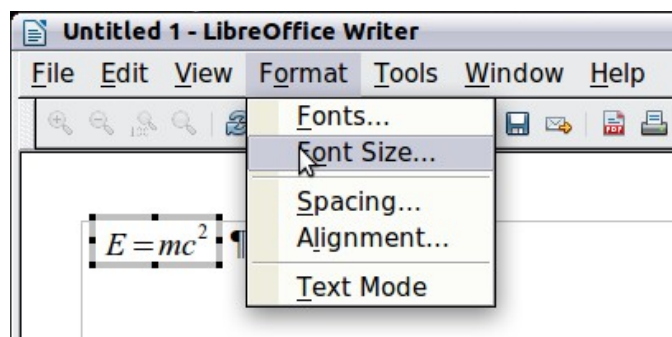 Untitled 1 - LibreOffice Writer
File Edit View Format Tools Window Help
Fonts...
Font Size...
Spacing...
Alignment...
Text Mode
E = mc² ¶